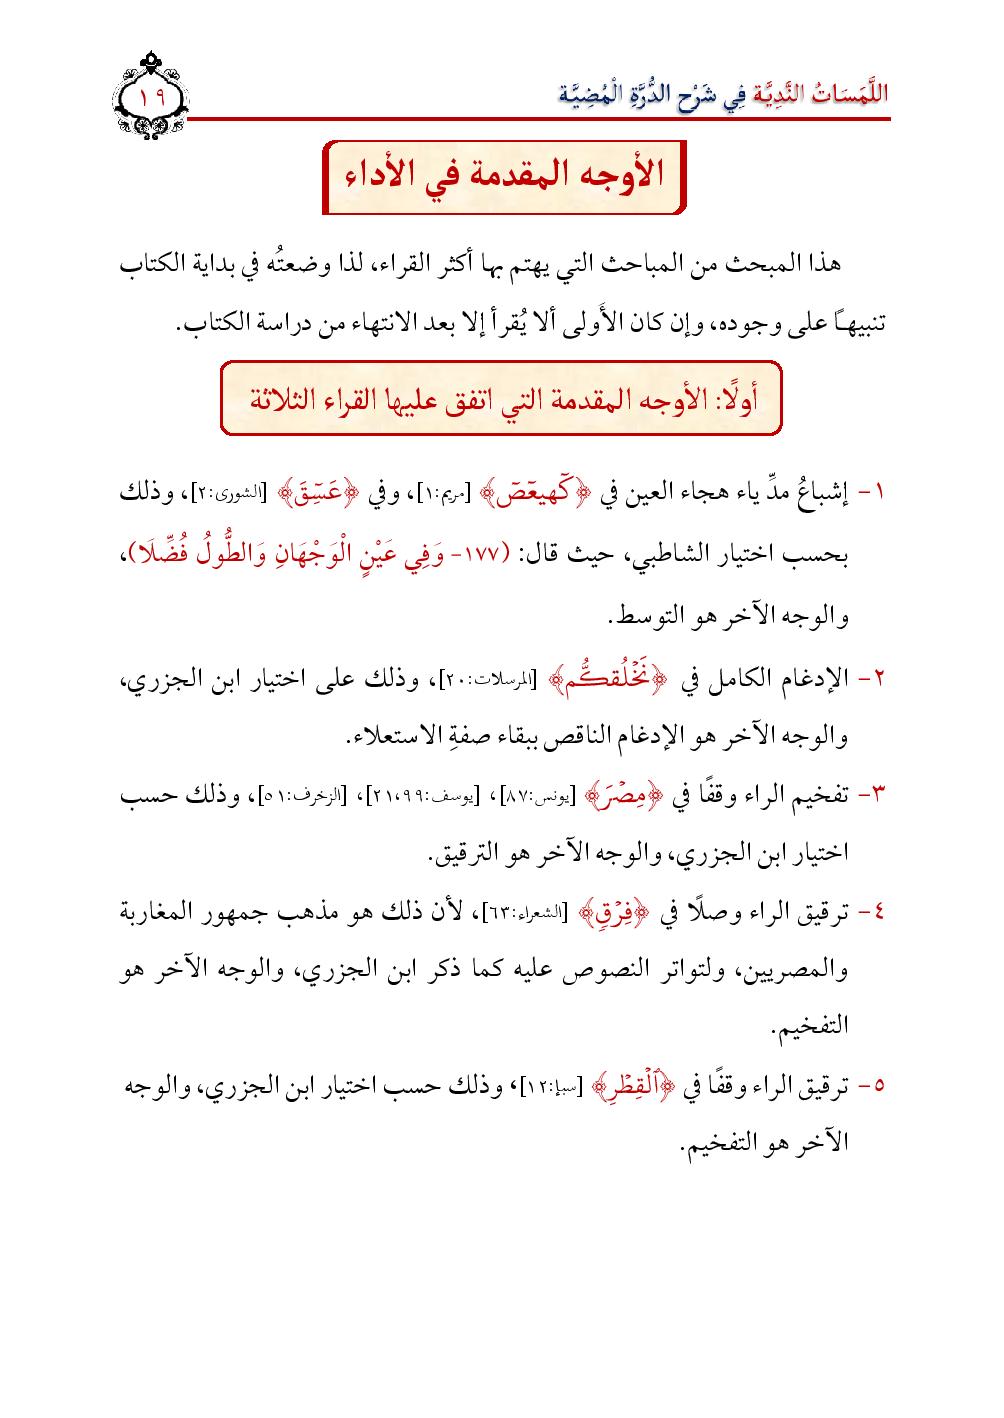 اللَّمَسَاتُ النَّدِيَّة فِي شَرْحِ الدُّرَّةِ الْمُضِيَّة
١٩
الأوجه المقدمة في الأداء
هذا المبحث من المباحث التي يهتم بها أكثر القراء، لذا وضعتُه في بداية الكتاب
تنبيهًا على وجوده، وإن كان الأَولى ألا يُقرأ إلا بعد الانتهاء من دراسة الكتاب.
أولًا: الأوجه المقدمة التي اتفق عليها القراء الثلاثة
١- إشباعُ مدِّ ياء هجاء العين في ﴿كٓهيعٓصٓ﴾ [مريم:١]، وفي ﴿عٓسٓقٓ﴾ [الشورى:٢]، وذلك
بحسب اختيار الشاطبي، حيث قال: (١٧٧- وَفِي عَيْنٍ الْوَجْهَانِ وَالطُّولُ فُضِّلَا)،
والوجه الآخر هو التوسط.
٢- الإدغام الكامل في ﴿نَخْلُقكُّم﴾ [المرسلات:٢٠]، وذلك على اختيار ابن الجزري،
والوجه الآخر هو الإدغام الناقص ببقاء صفةِ الاستعلاء.
٣- تفخيم الراء وقفًا في ﴿مِصْرَ﴾ [يونس:٨٧]، [يوسف:٢١،٩٩]، [الزخرف:٥١]، وذلك حسب
اختيار ابن الجزري، والوجه الآخر هو الترقيق.
٤- ترقيق الراء وصلًا في ﴿فِرْقٖ﴾ [الشعراء:٦٣]، لأن ذلك هو مذهب جمهور المغاربة
والمصريين، ولتواتر النصوص عليه كما ذكر ابن الجزري، والوجه الآخر هو
التفخيم.
٥- ترقيق الراء وقفًا في ﴿ٱلْقِطْرِ﴾ [سبإ:١٢]، وذلك حسب اختيار ابن الجزري، والوجه
الآخر هو التفخيم.